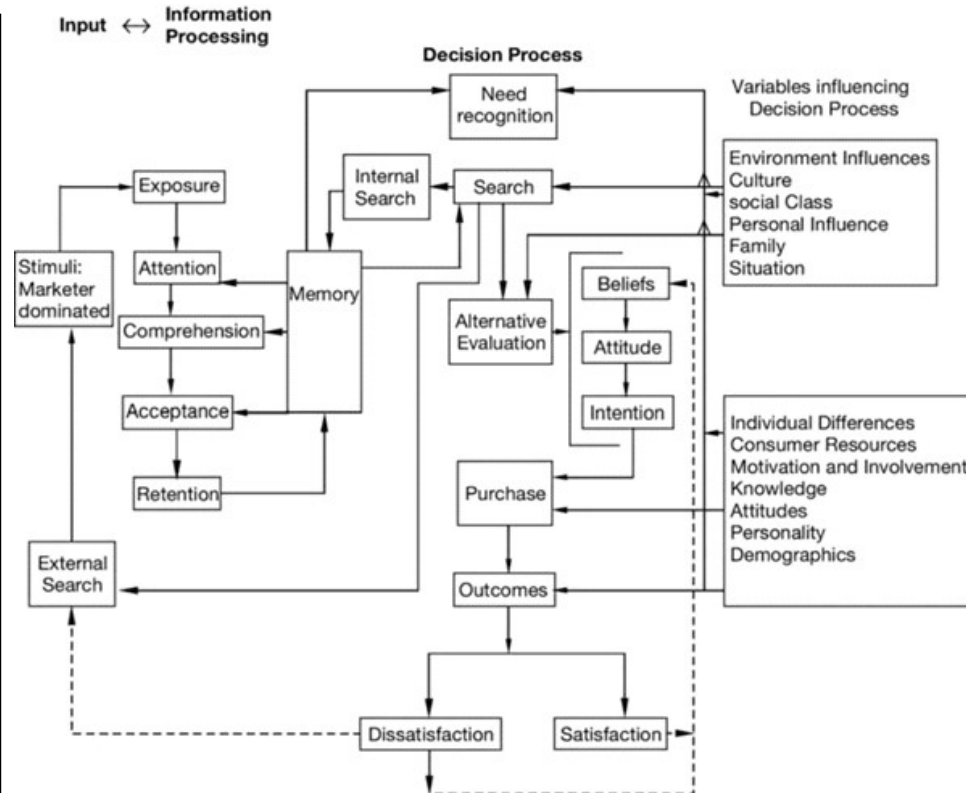 Input ↔ Information
Processing
Decision Process
Variables influencing
Decision Process
Need
recognition
Internal
Search
Search
Environment Influences
Culture
social Class
Personal Influence
Family
Situation
Exposure
Stimuli:
Marketer
dominated
Attention
Memory
Comprehension
Acceptance
Retention
Alternative
Evaluation
Beliefs
Attitude
Intention
Individual Differences
Consumer Resources
Motivation and Involvement
Knowledge
Attitudes
Personality
Demographics
Purchase
External
Search
Outcomes
Dissatisfaction
Satisfaction